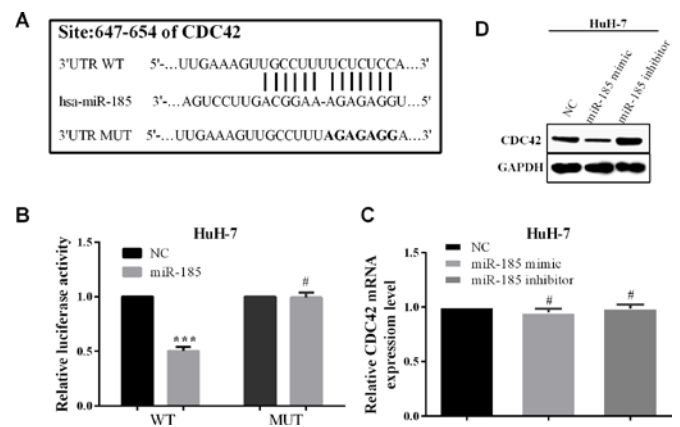 A
Site:647-654 of CDC42
3'UTR WT 5'-...UUGAAAGUUGCCUUUUCUCUCCA...3'
hsa-miR-185 3'-...AGUCCUUGACGGAA-AGAGAGGU...5'
3'UTR MUT 5'-...UUGAAAGUUGCCUUUAGAGAGGA...3'
D
HuH-7
NC
miR-185 mimic
miR-185 inhibitor
CDC42
GAPDH
B
HuH-7
NC
miR-185
Relative luciferase activity
1.5
1.0
0.5
0.0
***
#
WT
MUT
C
HuH-7
NC
miR-185 mimic
miR-185 inhibitor
Relative CDC42 mRNA
expressiom level
1.5
1.0
0.5
0.0
#
#